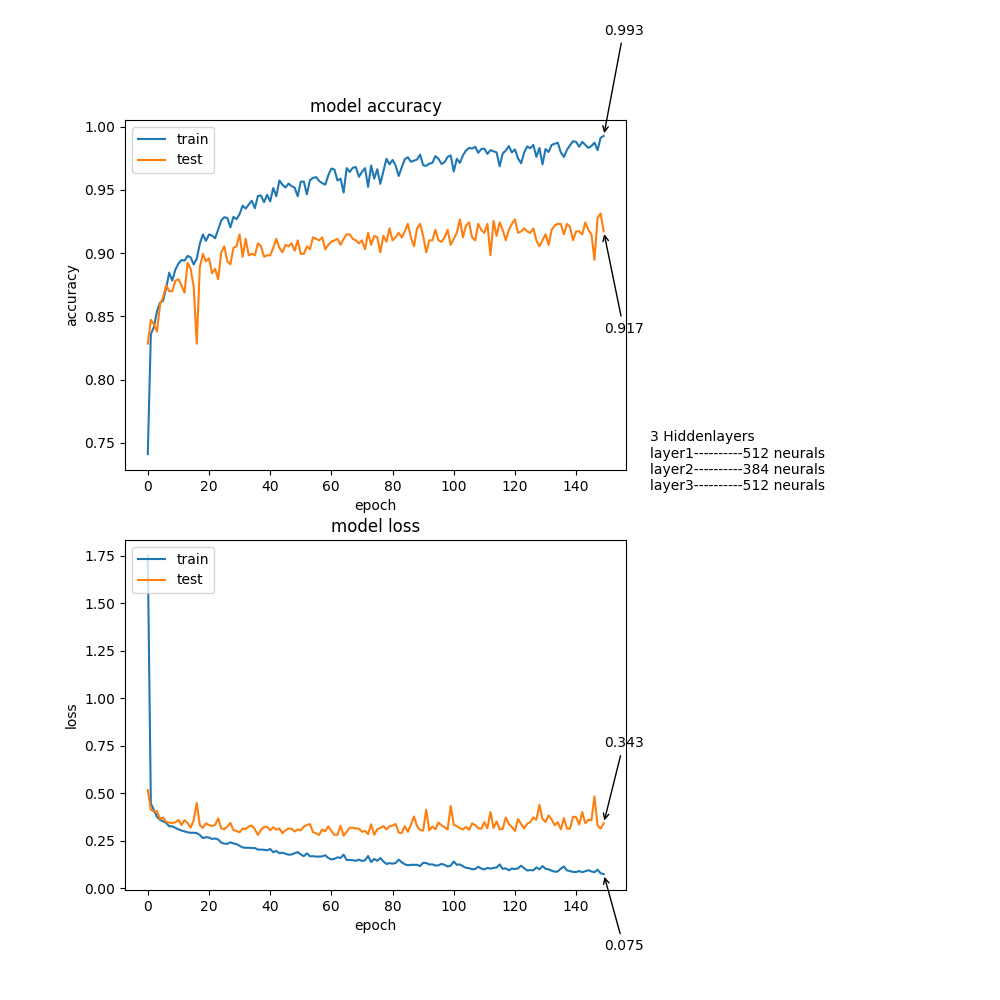 0.993
model accuracy
1.00
0.95
0.90
0.85
0.80
0.75
accuracy
train
test
0.917
0 20 40 60 80 100 120 140
epoch
3 Hiddenlayers
layer1----------512 neurals
layer2----------384 neurals
layer3----------512 neurals
model loss
1.75
1.50
1.25
1.00
0.75
0.50
0.25
0.00
loss
train
test
0.343
0 20 40 60 80 100 120 140
epoch
0.075